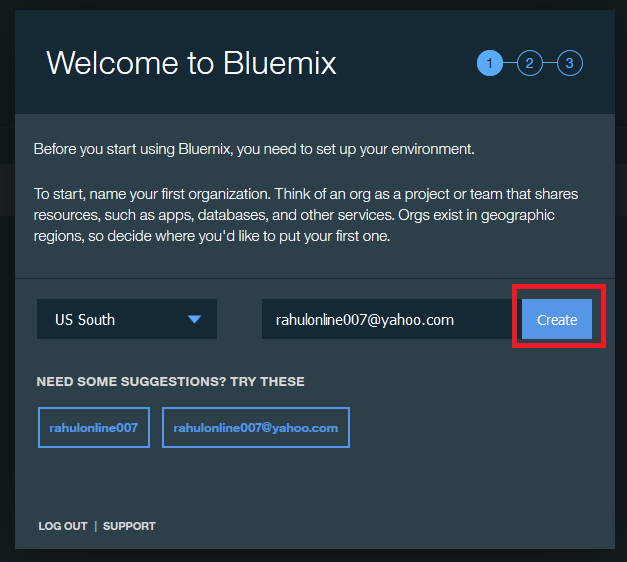 Welcome to Bluemix
1
2
3
Before you start using Bluemix, you need to set up your environment.
To start, name your first organization. Think of an org as a project or team that shares
resources, such as apps, databases, and other services. Orgs exist in geographic
regions, so decide where you'd like to put your first one.
US South
rahulonline007@yahoo.com
Create
NEED SOME SUGGESTIONS? TRY THESE
rahulonline007
rahulonline007@yahoo.com
LOG OUT | SUPPORT